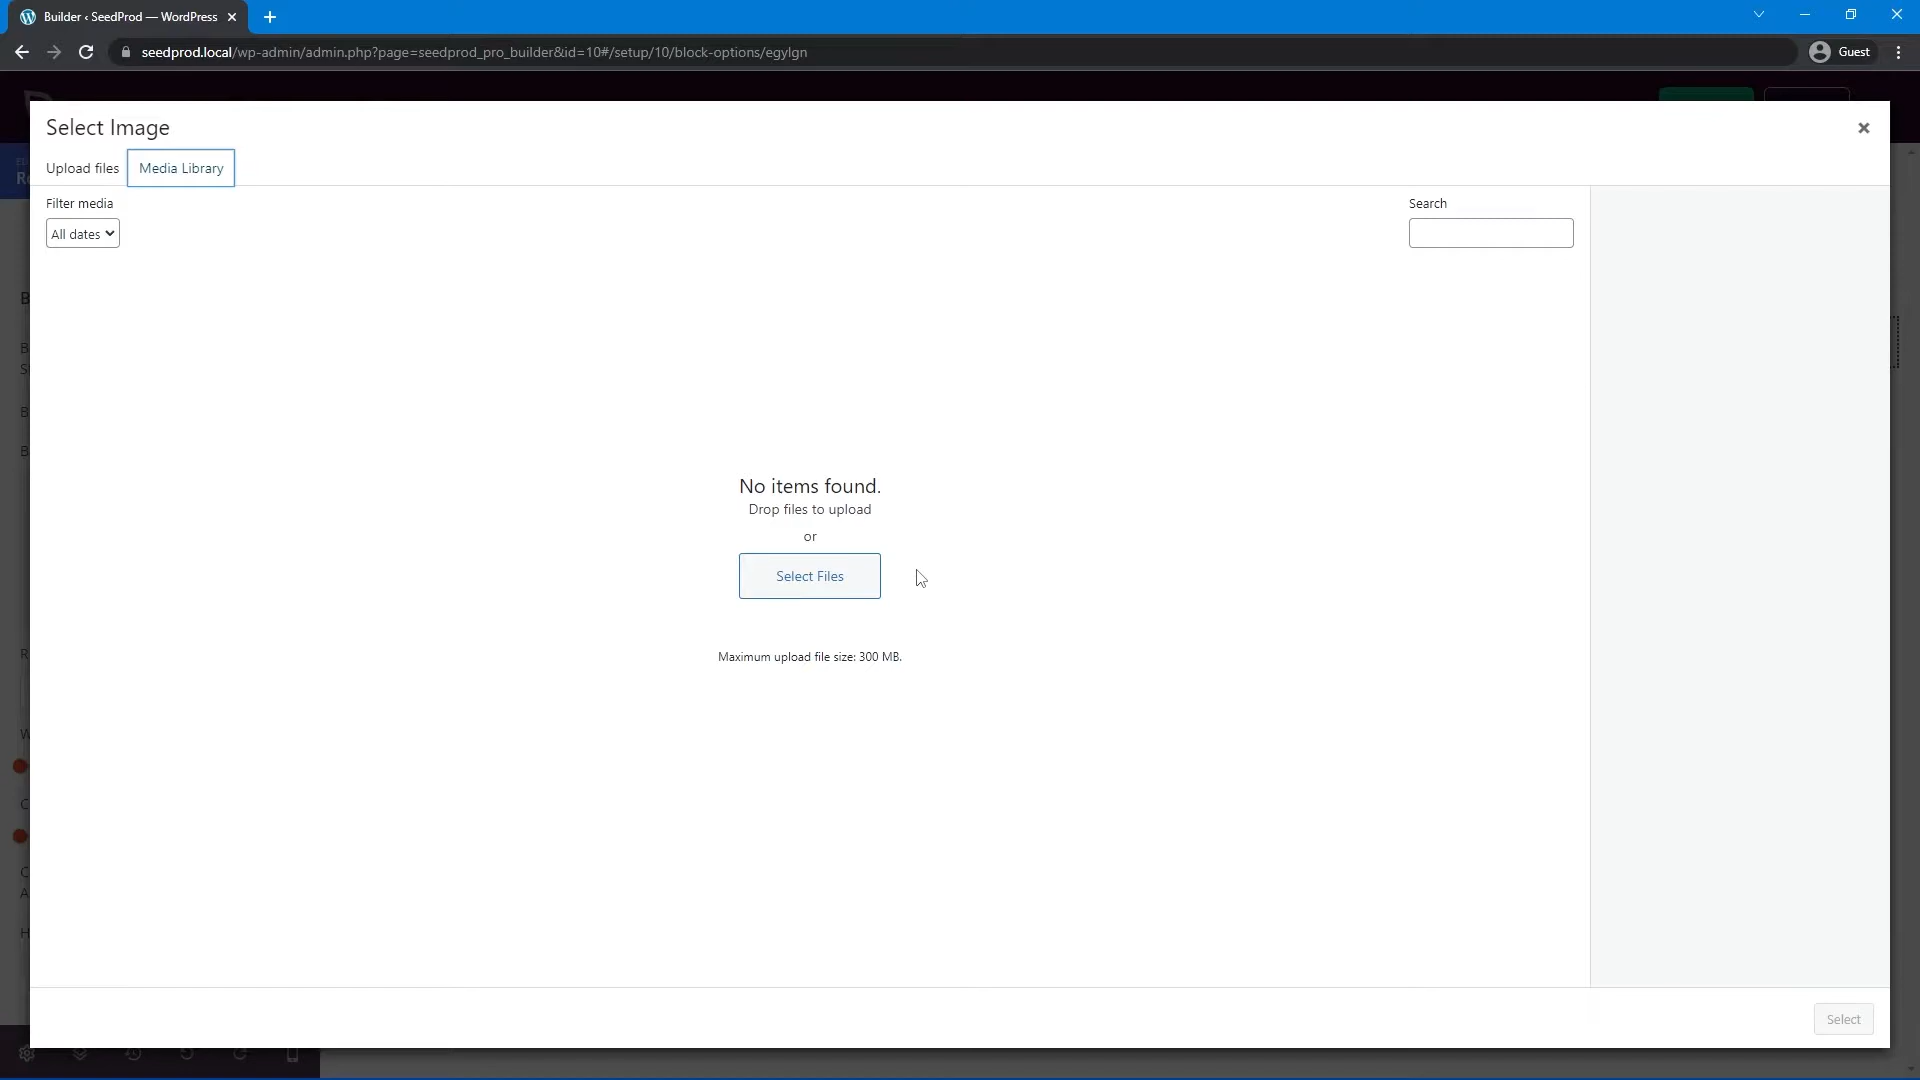 Builder ‹ SeedProd — WordPress
seedprod.local/wp-admin/admin.php?page=seedprod_pro_builder&id=10#/setup/10/block-options/egylgn
Guest
Select Image
Upload files
Media Library
Filter media
All dates
Search
No items found.
Drop files to upload
or
Select Files
Maximum upload file size: 300 MB.
Select